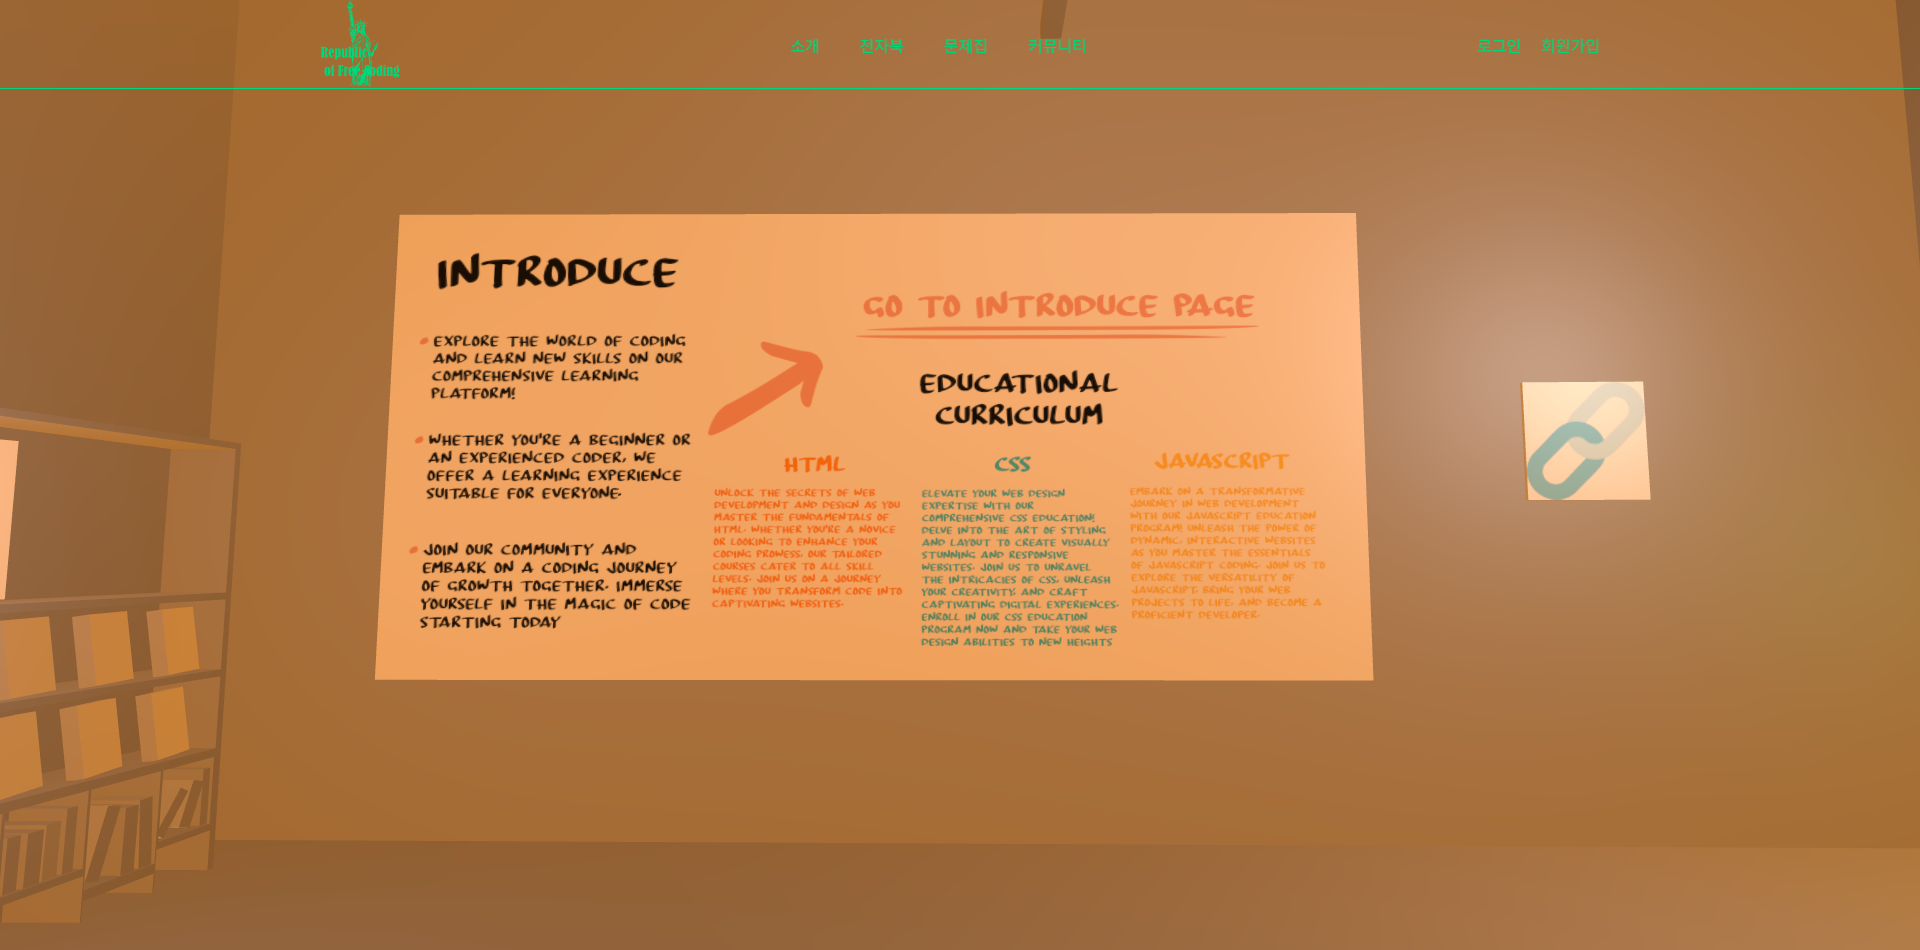 Republic
of Free Coding
소개
전자북
문제집
커뮤니티
로그인
회원가입
INTRODUCE
EXPLORE THE WORLD OF CODING
AND LEARN NEW SKILLS ON OUR
COMPREHENSIVE LEARNING
PLATFORM!
WHETHER YOU'RE A BEGINNER OR
AN EXPERIENCED CODER, WE
OFFER A LEARNING EXPERIENCE
SUITABLE FOR EVERYONE.
JOIN OUR COMMUNITY AND
EMBARK ON A CODING JOURNEY
OF GROWTH TOGETHER. IMMERSE
YOURSELF IN THE MAGIC OF CODE
STARTING TODAY
GO TO INTRODUCE PAGE
EDUCATIONAL
CURRICULUM
HTML
UNLOCK THE SECRETS OF WEB
DEVELOPMENT AND DESIGN AS YOU
MASTER THE FUNDAMENTALS OF
HTML. WHETHER YOU'RE A NOVICE
OR LOOKING TO ENHANCE YOUR
CODING PROWESS, OUR TAILORED
COURSES CATER TO ALL SKILL
LEVELS. JOIN US ON A JOURNEY
WHERE YOU TRANSFORM CODE INTO
CAPTIVATING WEBSITES.
CSS
ELEVATE YOUR WEB DESIGN
EXPERTISE WITH OUR
COMPREHENSIVE CSS EDUCATION!
DELVE INTO THE ART OF STYLING
AND LAYOUT TO CREATE VISUALLY
STUNNING AND RESPONSIVE
WEBSITES. JOIN US TO UNRAVEL
THE INTRICACIES OF CSS, UNLEASH
YOUR CREATIVITY, AND CRAFT
CAPTIVATING DIGITAL EXPERIENCES.
ENROLL IN OUR CSS EDUCATION
PROGRAM NOW AND TAKE YOUR WEB
DESIGN ABILITIES TO NEW HEIGHTS
JAVASCRIPT
EMBARK ON A TRANSFORMATIVE
JOURNEY IN WEB DEVELOPMENT
WITH OUR JAVASCRIPT EDUCATION
PROGRAM! UNLEASH THE POWER OF
DYNAMIC, INTERACTIVE WEBSITES
AS YOU MASTER THE ESSENTIALS
OF JAVASCRIPT CODING. JOIN US TO
EXPLORE THE VERSATILITY OF
JAVASCRIPT, BRING YOUR WEB
PROJECTS TO LIFE, AND BECOME A
PROFICIENT DEVELOPER.